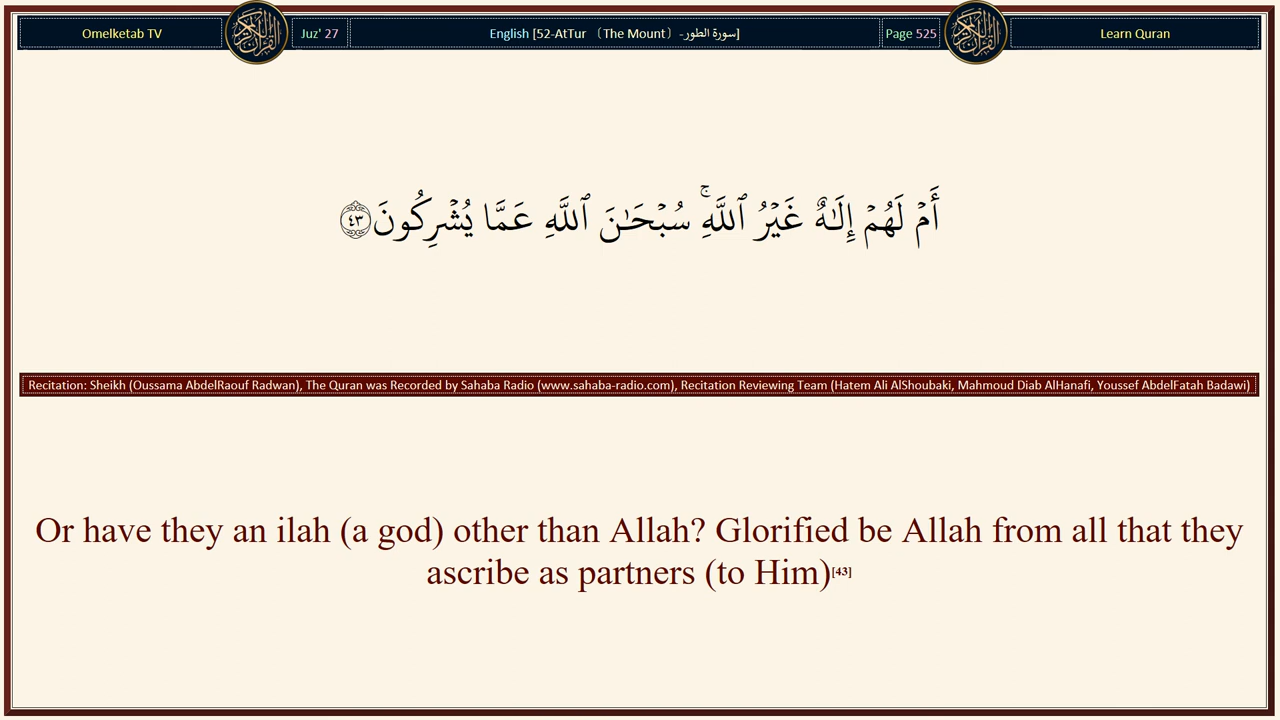 Omelketab TV
Juz' 27
English [52-AtTur （The Mount）-سورة الطور]
Page 525
Learn Quran
أَمۡ لَهُمۡ إِلَٰهٌ غَيۡرُ ٱللَّهِۚ سُبۡحَٰنَ ٱللَّهِ عَمَّا يُشۡرِكُونَ ٤٣
Recitation: Sheikh (Oussama AbdelRaouf Radwan), The Quran was Recorded by Sahaba Radio (www.sahaba-radio.com), Recitation Reviewing Team (Hatem Ali AlShoubaki, Mahmoud Diab AlHanafi, Youssef AbdelFatah Badawi)
Or have they an ilah (a god) other than Allah? Glorified be Allah from all that they
ascribe as partners (to Him)[43]